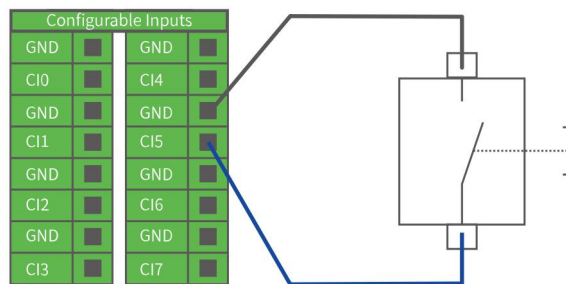 Configurable Inputs
GND GND
CI0 CI4
GND GND
CI1 CI5
GND GND
CI2 CI6
GND GND
CI3 CI7